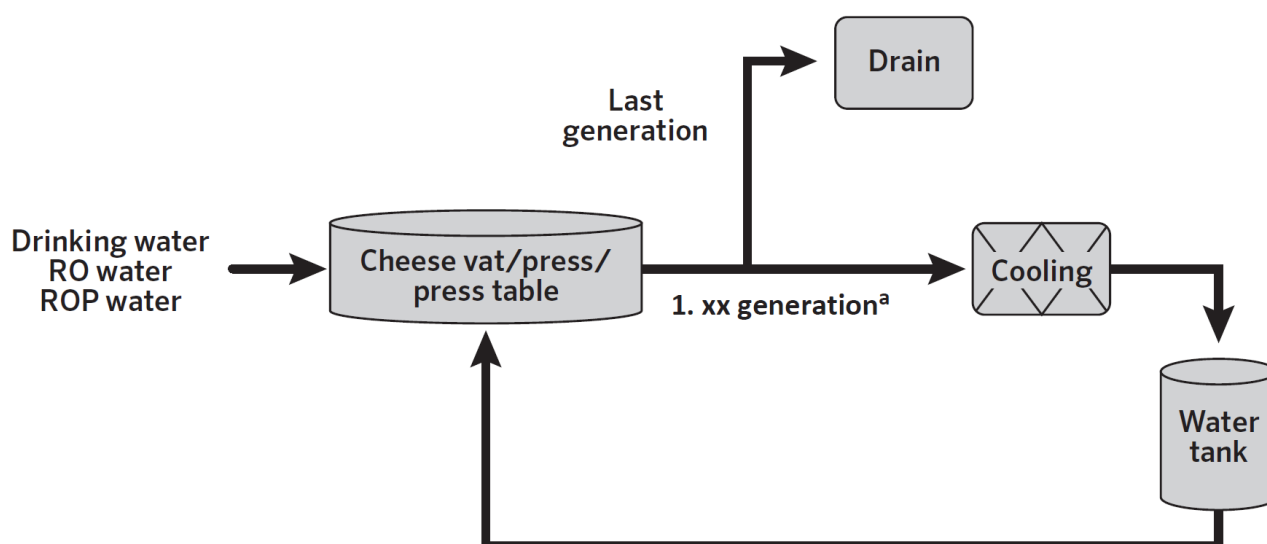 Drain
Last
generation
Drinking water
RO water
ROP water
Cheese vat/press/
press table
Cooling
1. xx generationᵃ
Water
tank